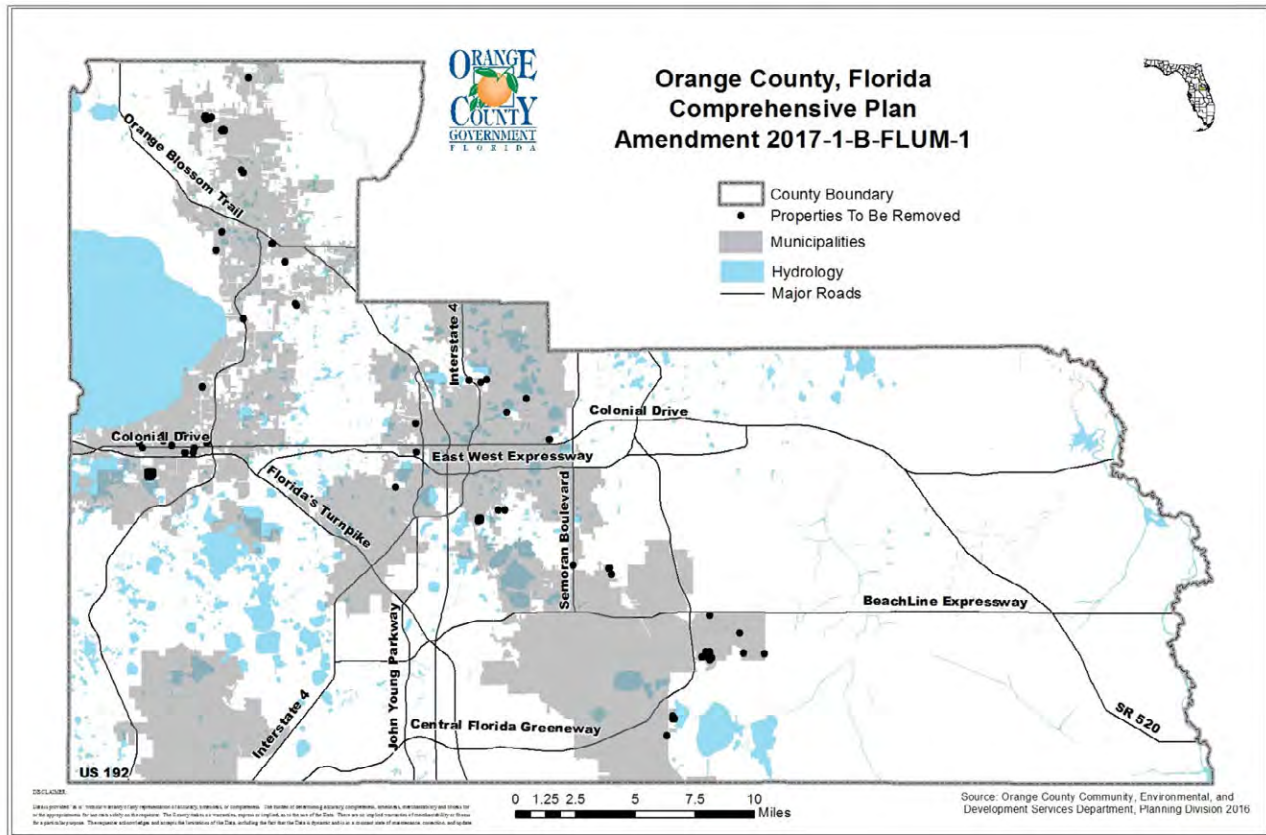 ORANGE
COUNTY
GOVERNMENT
FLORIDA
Orange County, Florida
Comprehensive Plan
Amendment 2017-1-B-FLUM-1
County Boundary
Properties To Be Removed
Municipalities
Hydrology
Major Roads
Orange Blossom Trail
Interstate 4
Colonial Drive
Colonial Drive
East West Expressway
Florida's Turnpike
Semoran Boulevard
BeachLine Expressway
John Young Parkway
Interstate 4
Central Florida Greeneway
SR 520
US 192
DISCLAIMER
0 1.25 2.5 5 7.5 10
Miles
Source: Orange County Community, Environmental, and
Development Services Department, Planning Division 2016